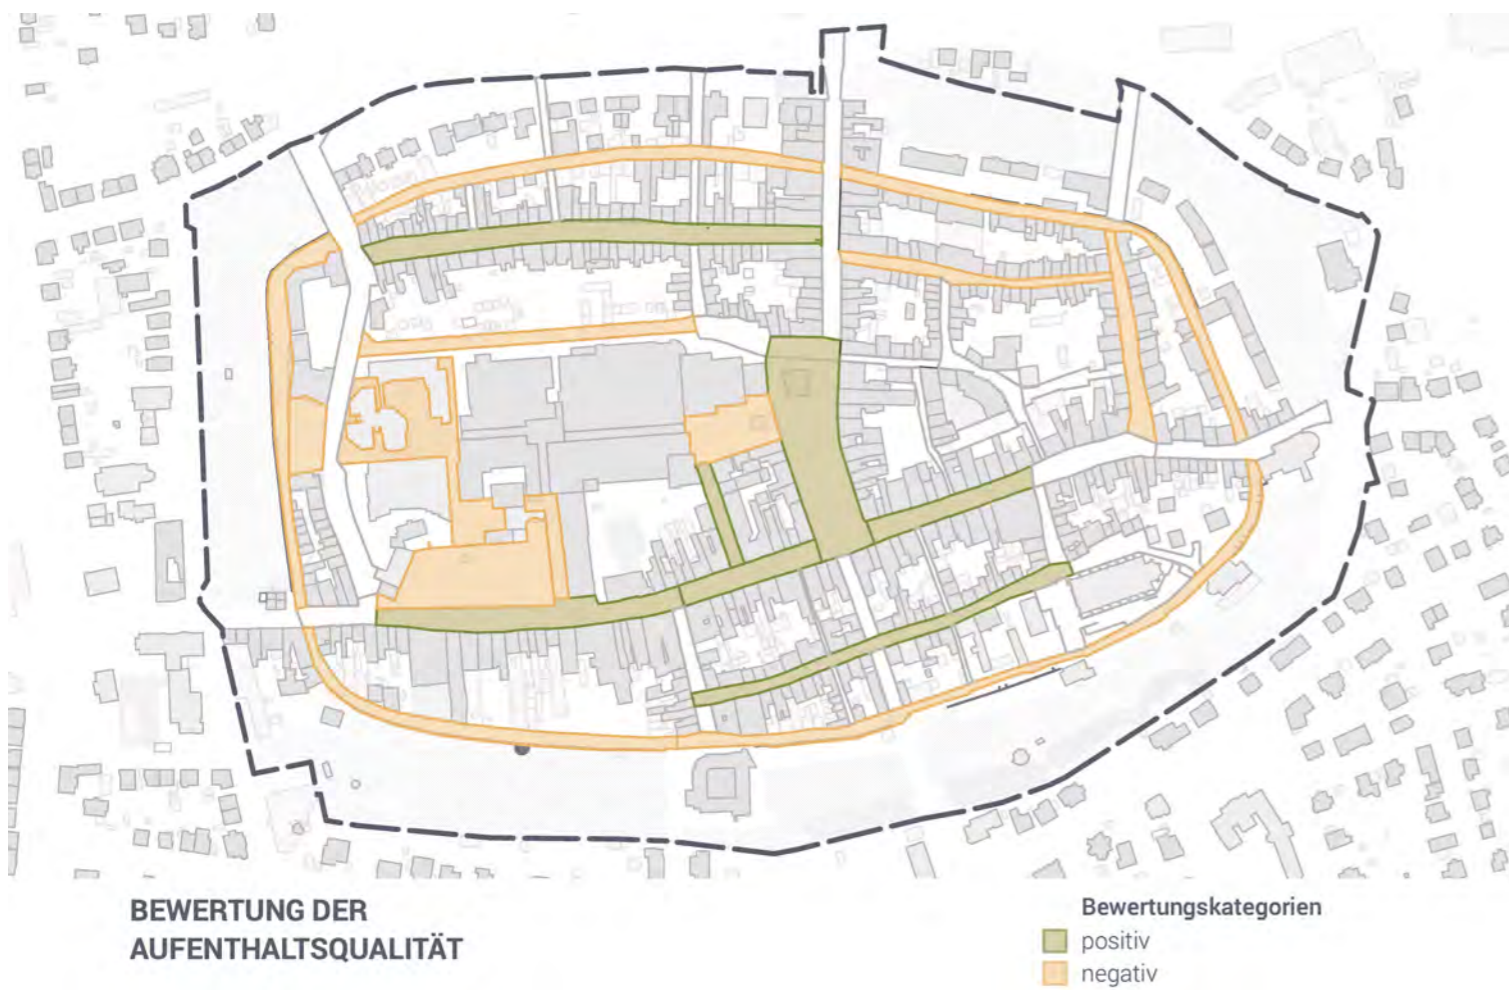 BEWERTUNG DER
AUFENTHALTSQUALITÄT
Bewertungskategorien
positiv
negativ